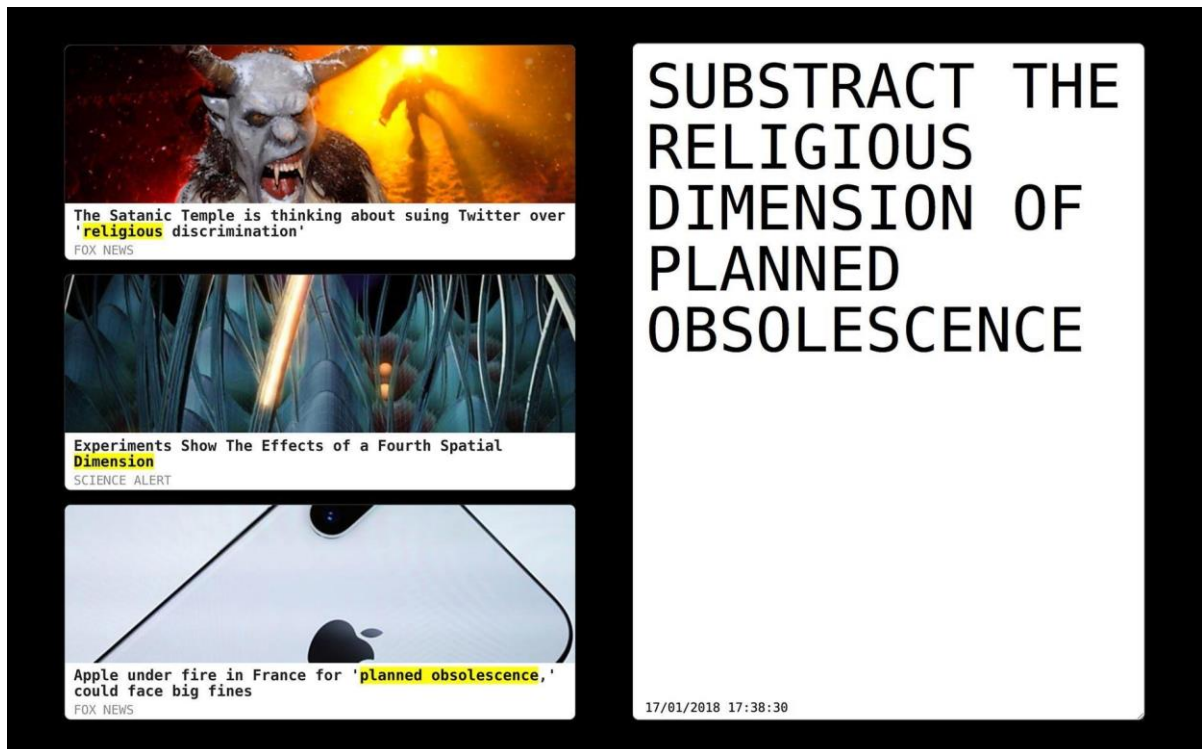 The Satanic Temple is thinking about suing Twitter over
'religious discrimination'
FOX NEWS
Experiments Show The Effects of a Fourth Spatial
Dimension
SCIENCE ALERT
Apple under fire in France for 'planned obsolescence,'
could face big fines
FOX NEWS
SUBSTRACT THE
RELIGIOUS
DIMENSION OF
PLANNED
OBSOLESCENCE
17/01/2018 17:38:30